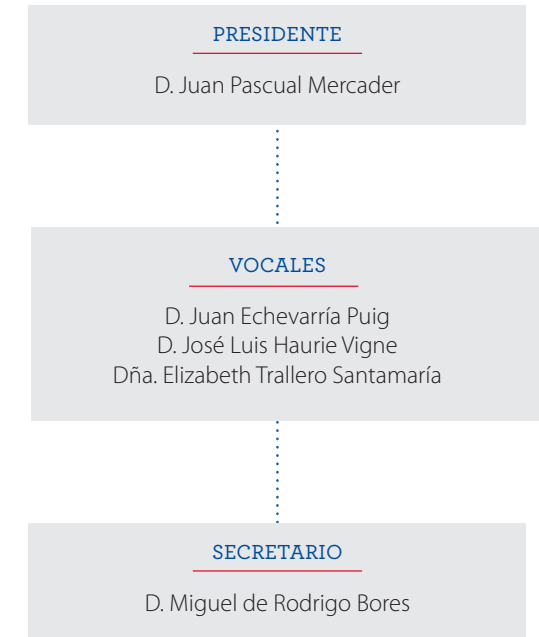 PRESIDENTE
D. Juan Pascual Mercader
VOCALES
D. Juan Echevarría Puig
D. José Luis Haurie Vigne
Dña. Elizabeth Trallero Santamaría
SECRETARIO
D. Miguel de Rodrigo Bores